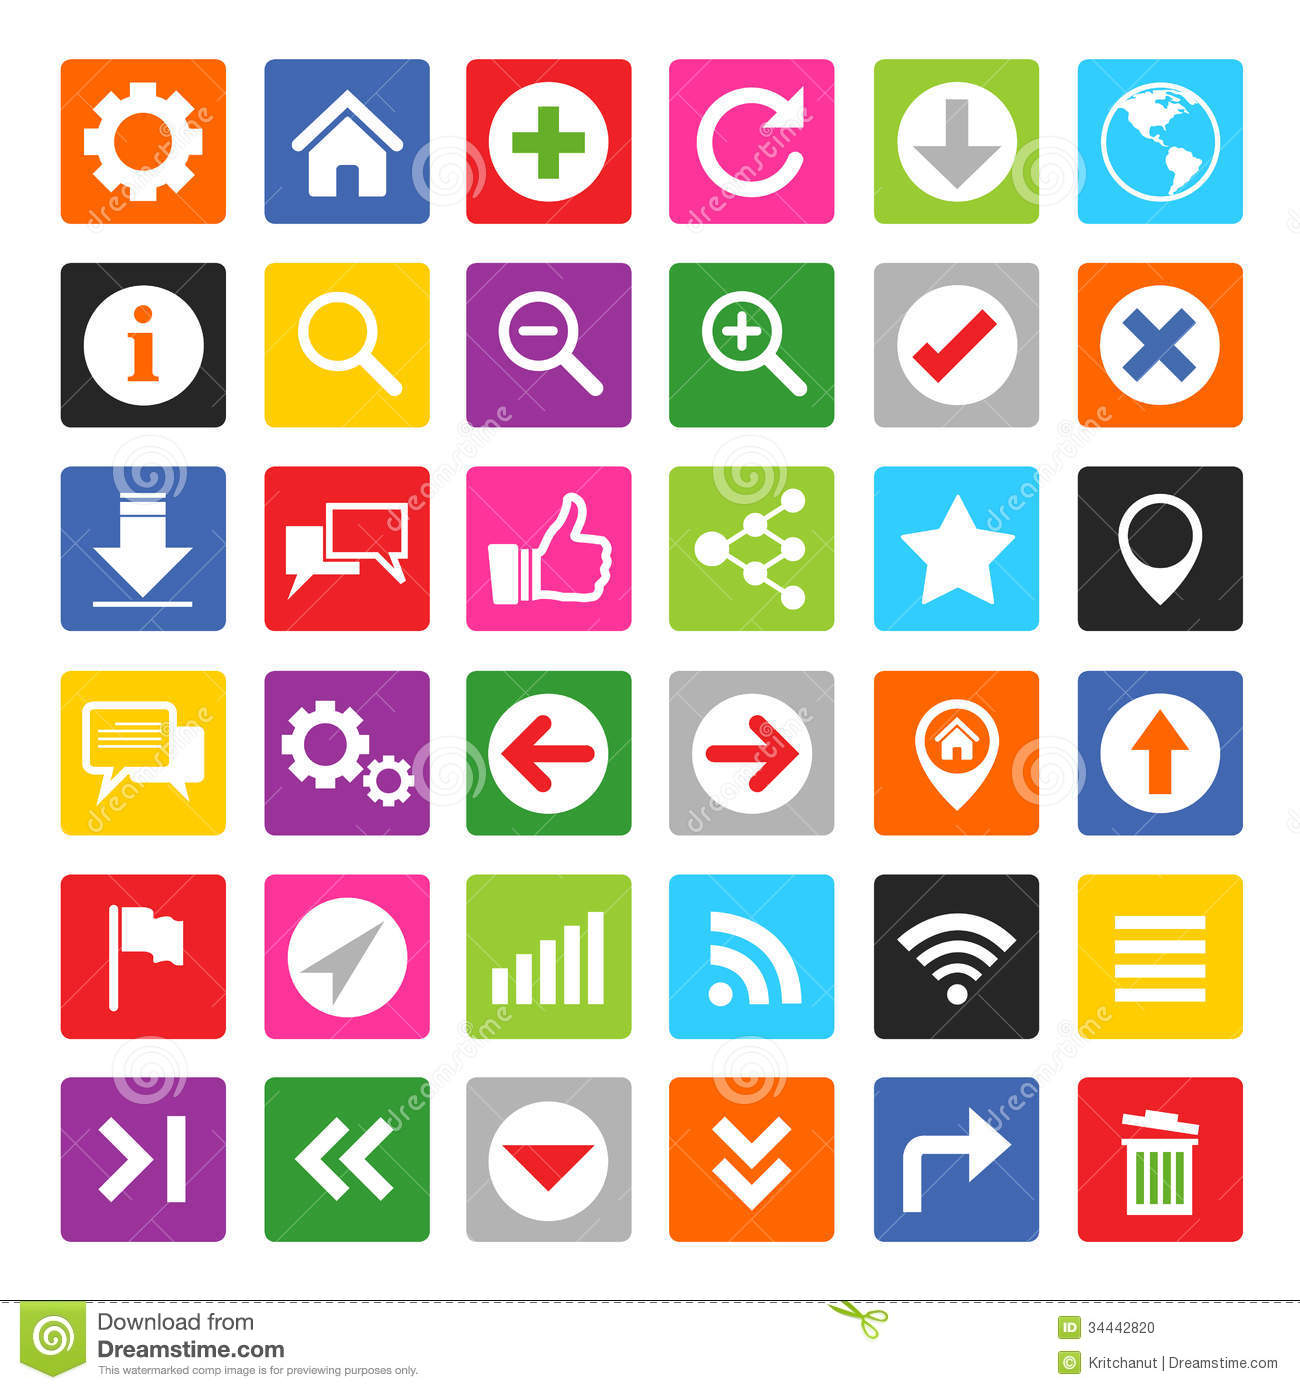 Download from
Dreamstime.com
This watermarked comp image is for previewing purposes only.
ID 34442820
© Kritchanut | Dreamstime.com